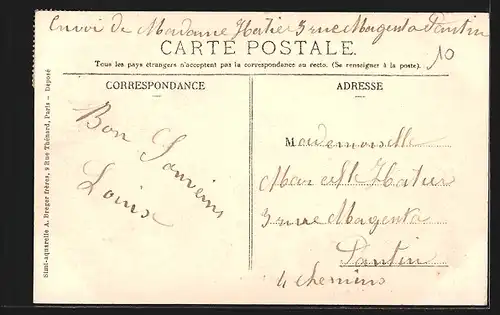 Envoi de Madame Hatier 3 rue Magenta Pantin
CARTE POSTALE
10
Tous les pays étrangers n'acceptent pas la correspondance au recto. (Se renseigner à la poste).
CORRESPONDANCE
Bon Souvenir
Louise
ADRESSE
Mademoiselle
Hatier
3 rue Magenta
Pantin
4 chemins
Simi-aquarelle A. Breger frères, 9 Rue Thénard, Paris - Déposé